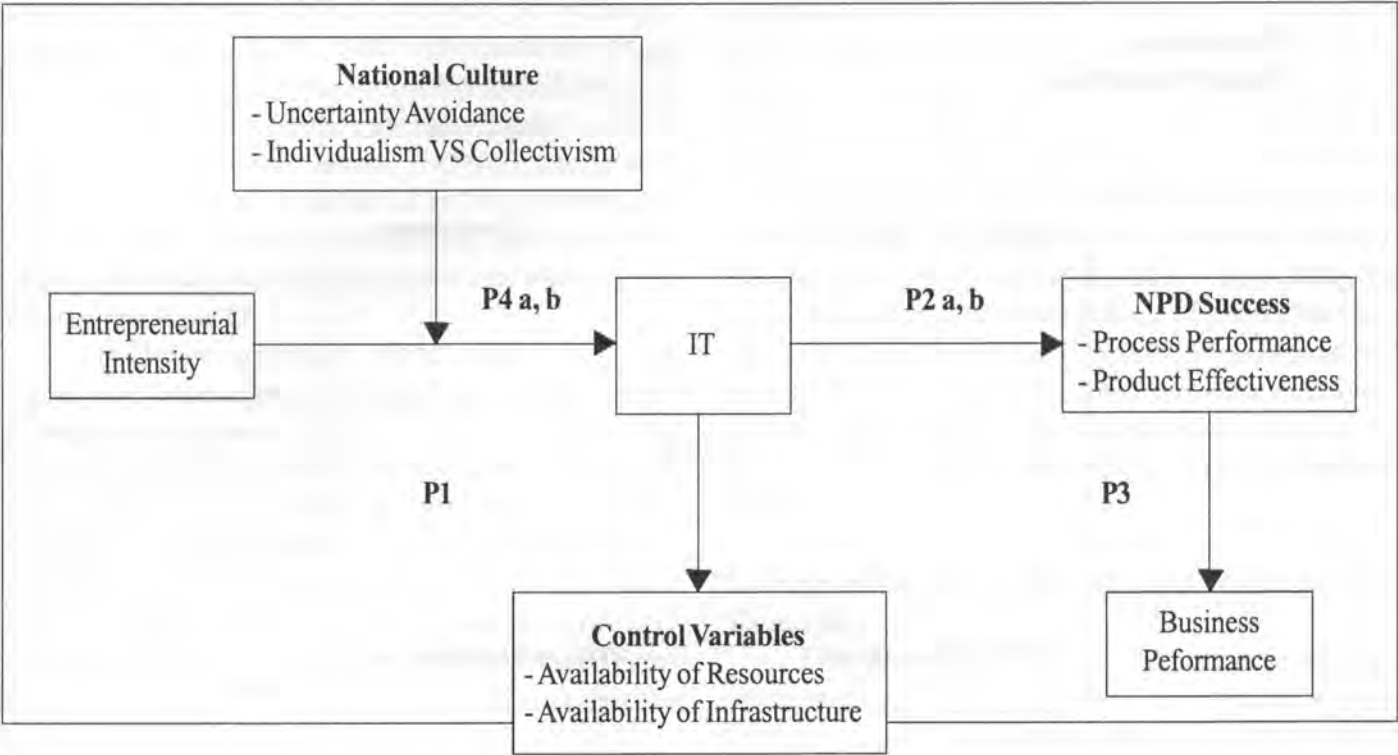 National Culture
- Uncertainty Avoidance
- Individualism VS Collectivism
P4 a, b
P2 a, b
Entrepreneurial
Intensity
IT
NPD Success
- Process Performance
- Product Effectiveness
P1
P3
Control Variables
- Availability of Resources
- Availability of Infrastructure
Business
Peformance